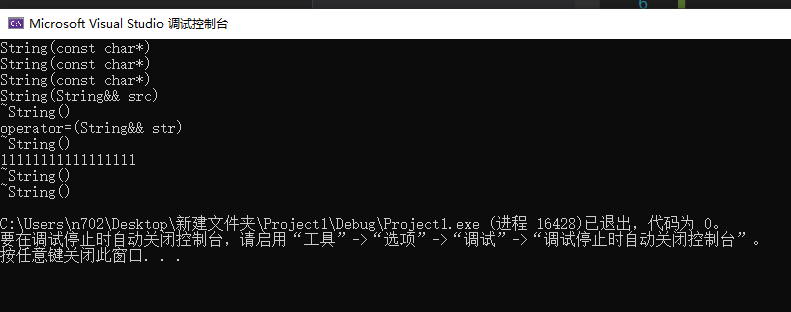 6
C:\ Microsoft Visual Studio 调试控制台
String(const char*)
String(const char*)
String(const char*)
String(String&& src)
~String()
operator=(String&& str)
~String()
11111111111111111
~String()
~String()
C:\Users\n702\Desktop\新建文件夹\Project1\Debug\Project1.exe (进程 16428)已退出，代码为 0。
要在调试停止时自动关闭控制台，请启用“工具”->“选项”->“调试”->“调试停止时自动关闭控制台”。
按任意键关闭此窗口. . .